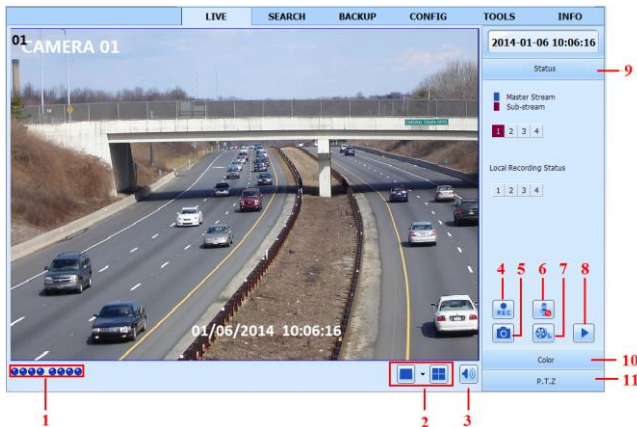 LIVE SEARCH BACKUP CONFIG TOOLS INFO
01
CAMERA 01
2014-01-06 10:06:16
Status
9
Master Stream
Sub-stream
1 2 3 4
Local Recording Status
1 2 3 4
4 5 6 7 8
REC
01/06/2014 10:06:16
Color
10
P.T.Z
11
1
2
3